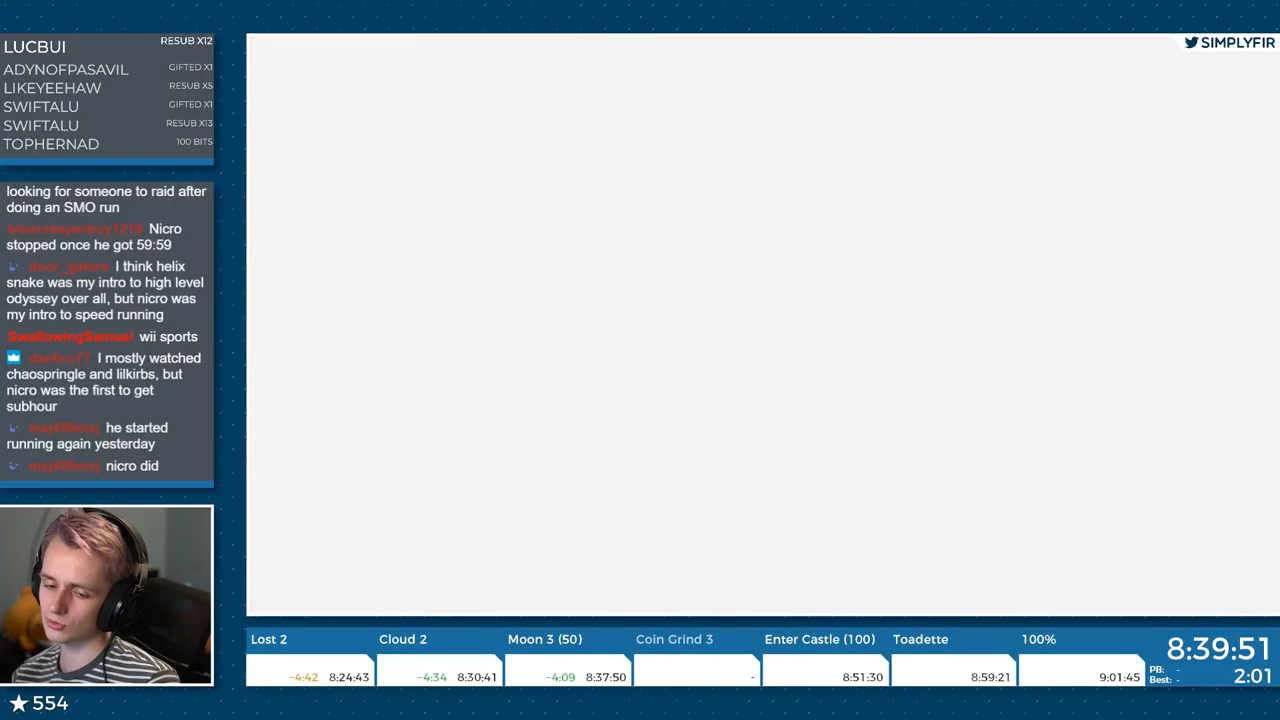 LUCBUI RESUB X12
ADYNOFPASAVIL GIFTED X1
LIKEYEEHAW RESUB X5
SWIFTALU GIFTED X1
SWIFTALU RESUB X13
TOPHERNAD 100 BITS
looking for someone to raid after
doing an SMO run
bluecreeperboy1218 Nicro
stopped once he got 59:59
door_galore I think helix
snake was my intro to high level
odyssey over all, but nicro was
my intro to speed running
SwallowingSamuel wii sports
denbro77 I mostly watched
chaospringle and lilkirbs, but
nicro was the first to get
subhour
msj499msj he started
running again yesterday
msj499msj nicro did
554
SIMPLYFIR
Lost 2 Cloud 2 Moon 3 (50) Coin Grind 3 Enter Castle (100) Toadette 100%
-4:42 8:24:43 -4:34 8:30:41 -4:09 8:37:50 - 8:51:30 8:59:21 9:01:45
8:39:51
PB: -
Best: - 2:01